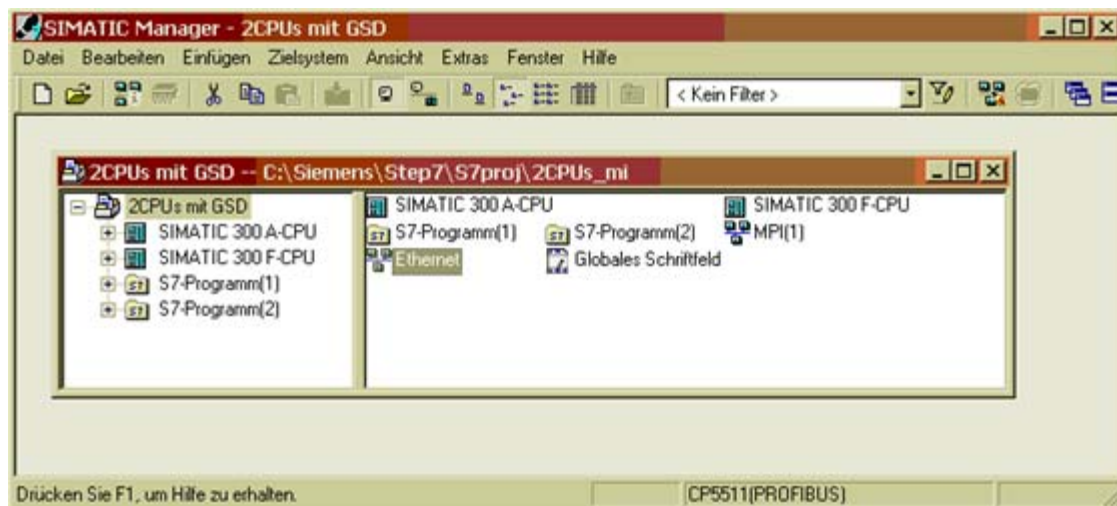 SIMATIC Manager - 2CPUs mit GSD
Datei Bearbeiten Einfügen Zielsystem Ansicht Extras Fenster Hilfe
< Kein Filter >
2CPUs mit GSD -- C:\Siemens\Step7\S7proj\2CPUs_mi
2CPUs mit GSD
SIMATIC 300 A-CPU
SIMATIC 300 F-CPU
S7-Programm(1)
S7-Programm(2)
SIMATIC 300 A-CPU SIMATIC 300 F-CPU
S7-Programm(1) S7-Programm(2) MPI(1)
Ethernet Globales Schriftfeld
Drücken Sie F1, um Hilfe zu erhalten. CP5511(PROFIBUS)